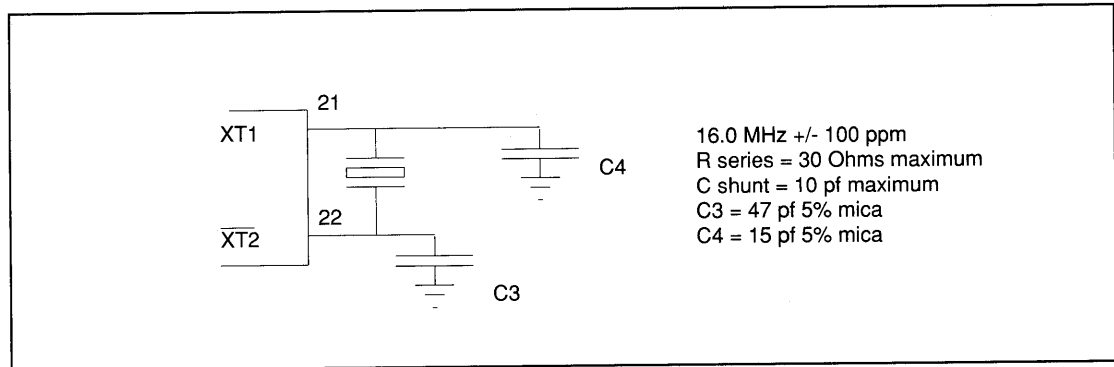 21
XT1
22
XT2
C4
C3
16.0 MHz +/- 100 ppm
R series = 30 Ohms maximum
C shunt = 10 pf maximum
C3 = 47 pf 5% mica
C4 = 15 pf 5% mica